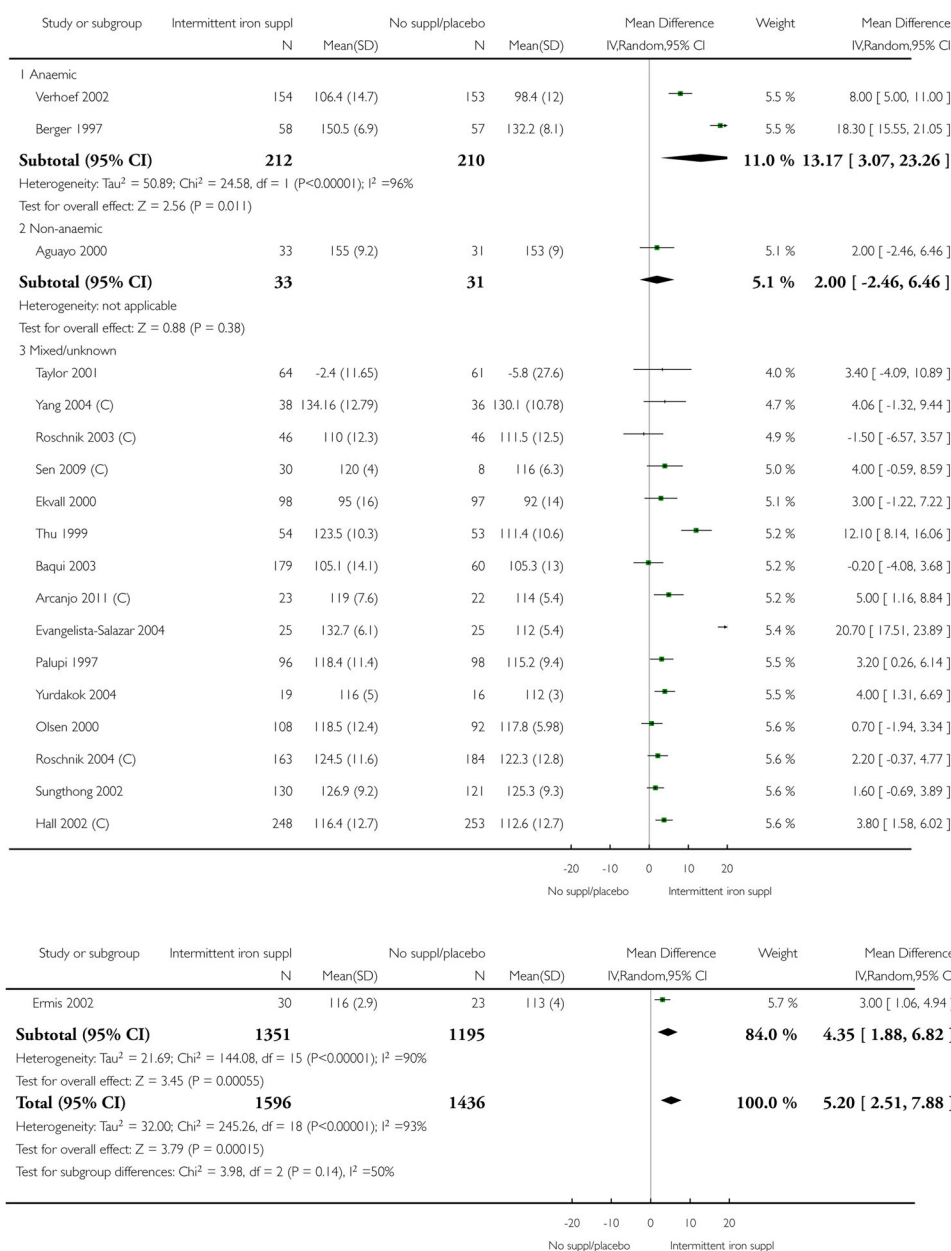 Study or subgroup Intermittent iron suppl No suppl/placebo Mean Difference Weight Mean Difference
N Mean(SD) N Mean(SD) IV,Random,95% CI IV,Random,95% CI
1 Anaemic
Verhoef 2002 154 106.4 (14.7) 153 98.4 (12) 5.5 % 8.00 [ 5.00, 11.00 ]
Berger 1997 58 150.5 (6.9) 57 132.2 (8.1) 5.5 % 18.30 [ 15.55, 21.05 ]
Subtotal (95% CI) 212 210 11.0 % 13.17 [ 3.07, 23.26 ]
Heterogeneity: Tau² = 50.89; Chi² = 24.58, df = 1 (P<0.00001); I² =96%
Test for overall effect: Z = 2.56 (P = 0.011)
2 Non-anaemic
Aguayo 2000 33 155 (9.2) 31 153 (9) 5.1 % 2.00 [ -2.46, 6.46 ]
Subtotal (95% CI) 33 31 5.1 % 2.00 [ -2.46, 6.46 ]
Heterogeneity: not applicable
Test for overall effect: Z = 0.88 (P = 0.38)
3 Mixed/unknown
Taylor 2001 64 -2.4 (11.65) 61 -5.8 (27.6) 4.0 % 3.40 [ -4.09, 10.89 ]
Yang 2004 (C) 38 134.16 (12.79) 36 130.1 (10.78) 4.7 % 4.06 [ -1.32, 9.44 ]
Roschnik 2003 (C) 46 110 (12.3) 46 111.5 (12.5) 4.9 % -1.50 [ -6.57, 3.57 ]
Sen 2009 (C) 30 120 (4) 8 116 (6.3) 5.0 % 4.00 [ -0.59, 8.59 ]
Ekvall 2000 98 95 (16) 97 92 (14) 5.1 % 3.00 [ -1.22, 7.22 ]
Thu 1999 54 123.5 (10.3) 53 111.4 (10.6) 5.2 % 12.10 [ 8.14, 16.06 ]
Baqui 2003 179 105.1 (14.1) 60 105.3 (13) 5.2 % -0.20 [ -4.08, 3.68 ]
Arcanjo 2011 (C) 23 119 (7.6) 22 114 (5.4) 5.2 % 5.00 [ 1.16, 8.84 ]
Evangelista-Salazar 2004 25 132.7 (6.1) 25 112 (5.4) 5.4 % 20.70 [ 17.51, 23.89 ]
Palupi 1997 96 118.4 (11.4) 98 115.2 (9.4) 5.5 % 3.20 [ 0.26, 6.14 ]
Yurdakok 2004 19 116 (5) 16 112 (3) 5.5 % 4.00 [ 1.31, 6.69 ]
Olsen 2000 108 118.5 (12.4) 92 117.8 (5.98) 5.6 % 0.70 [ -1.94, 3.34 ]
Roschnik 2004 (C) 163 124.5 (11.6) 184 122.3 (12.8) 5.6 % 2.20 [ -0.37, 4.77 ]
Sungthong 2002 130 126.9 (9.2) 121 125.3 (9.3) 5.6 % 1.60 [ -0.69, 3.89 ]
Hall 2002 (C) 248 116.4 (12.7) 253 112.6 (12.7) 5.6 % 3.80 [ 1.58, 6.02 ]
-20 -10 0 10 20
No suppl/placebo Intermittent iron suppl
Study or subgroup Intermittent iron suppl No suppl/placebo Mean Difference Weight Mean Difference
N Mean(SD) N Mean(SD) IV,Random,95% CI IV,Random,95% C
Ermis 2002 30 116 (2.9) 23 113 (4) 5.7 % 3.00 [ 1.06, 4.94 ]
Subtotal (95% CI) 1351 1195 84.0 % 4.35 [ 1.88, 6.82 ]
Heterogeneity: Tau² = 21.69; Chi² = 144.08, df = 15 (P<0.00001); I² =90%
Test for overall effect: Z = 3.45 (P = 0.00055)
Total (95% CI) 1596 1436 100.0 % 5.20 [ 2.51, 7.88 ]
Heterogeneity: Tau² = 32.00; Chi² = 245.26, df = 18 (P<0.00001); I² =93%
Test for overall effect: Z = 3.79 (P = 0.00015)
Test for subgroup differences: Chi² = 3.98, df = 2 (P = 0.14), I² =50%
-20 -10 0 10 20
No suppl/placebo Intermittent iron suppl